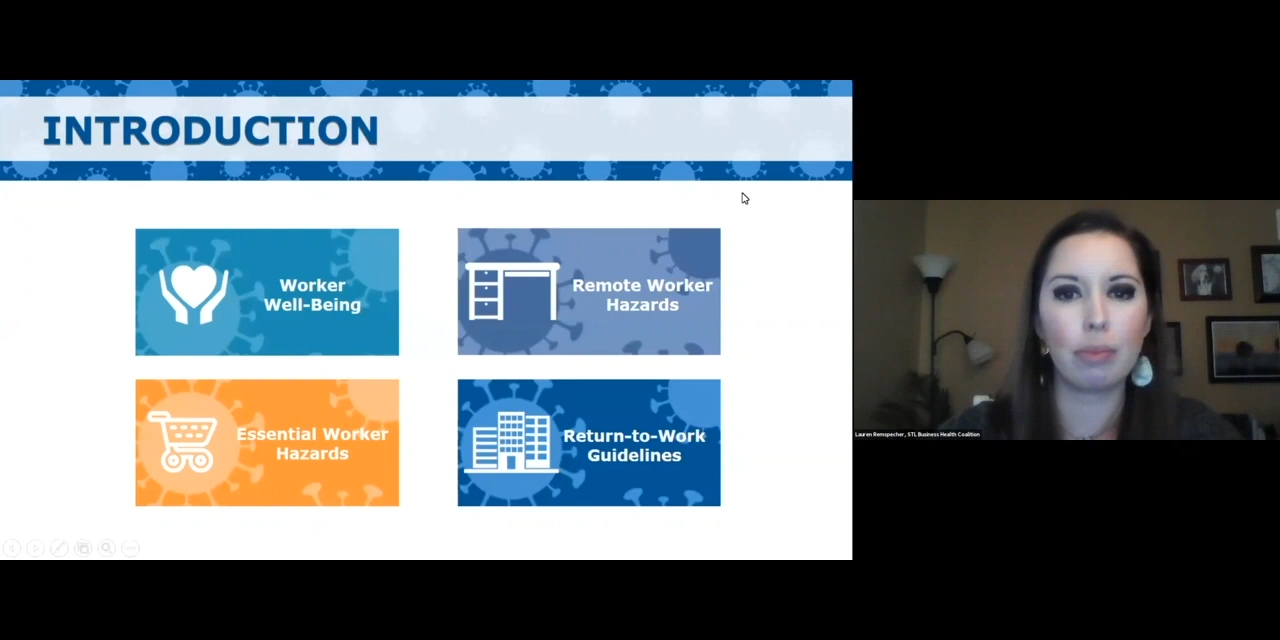 INTRODUCTION
Worker
Well-Being
Remote Worker
Hazards
Essential Worker
Hazards
Return-to-Work
Guidelines
Lauren Remspecher, STL Business Health Coalition